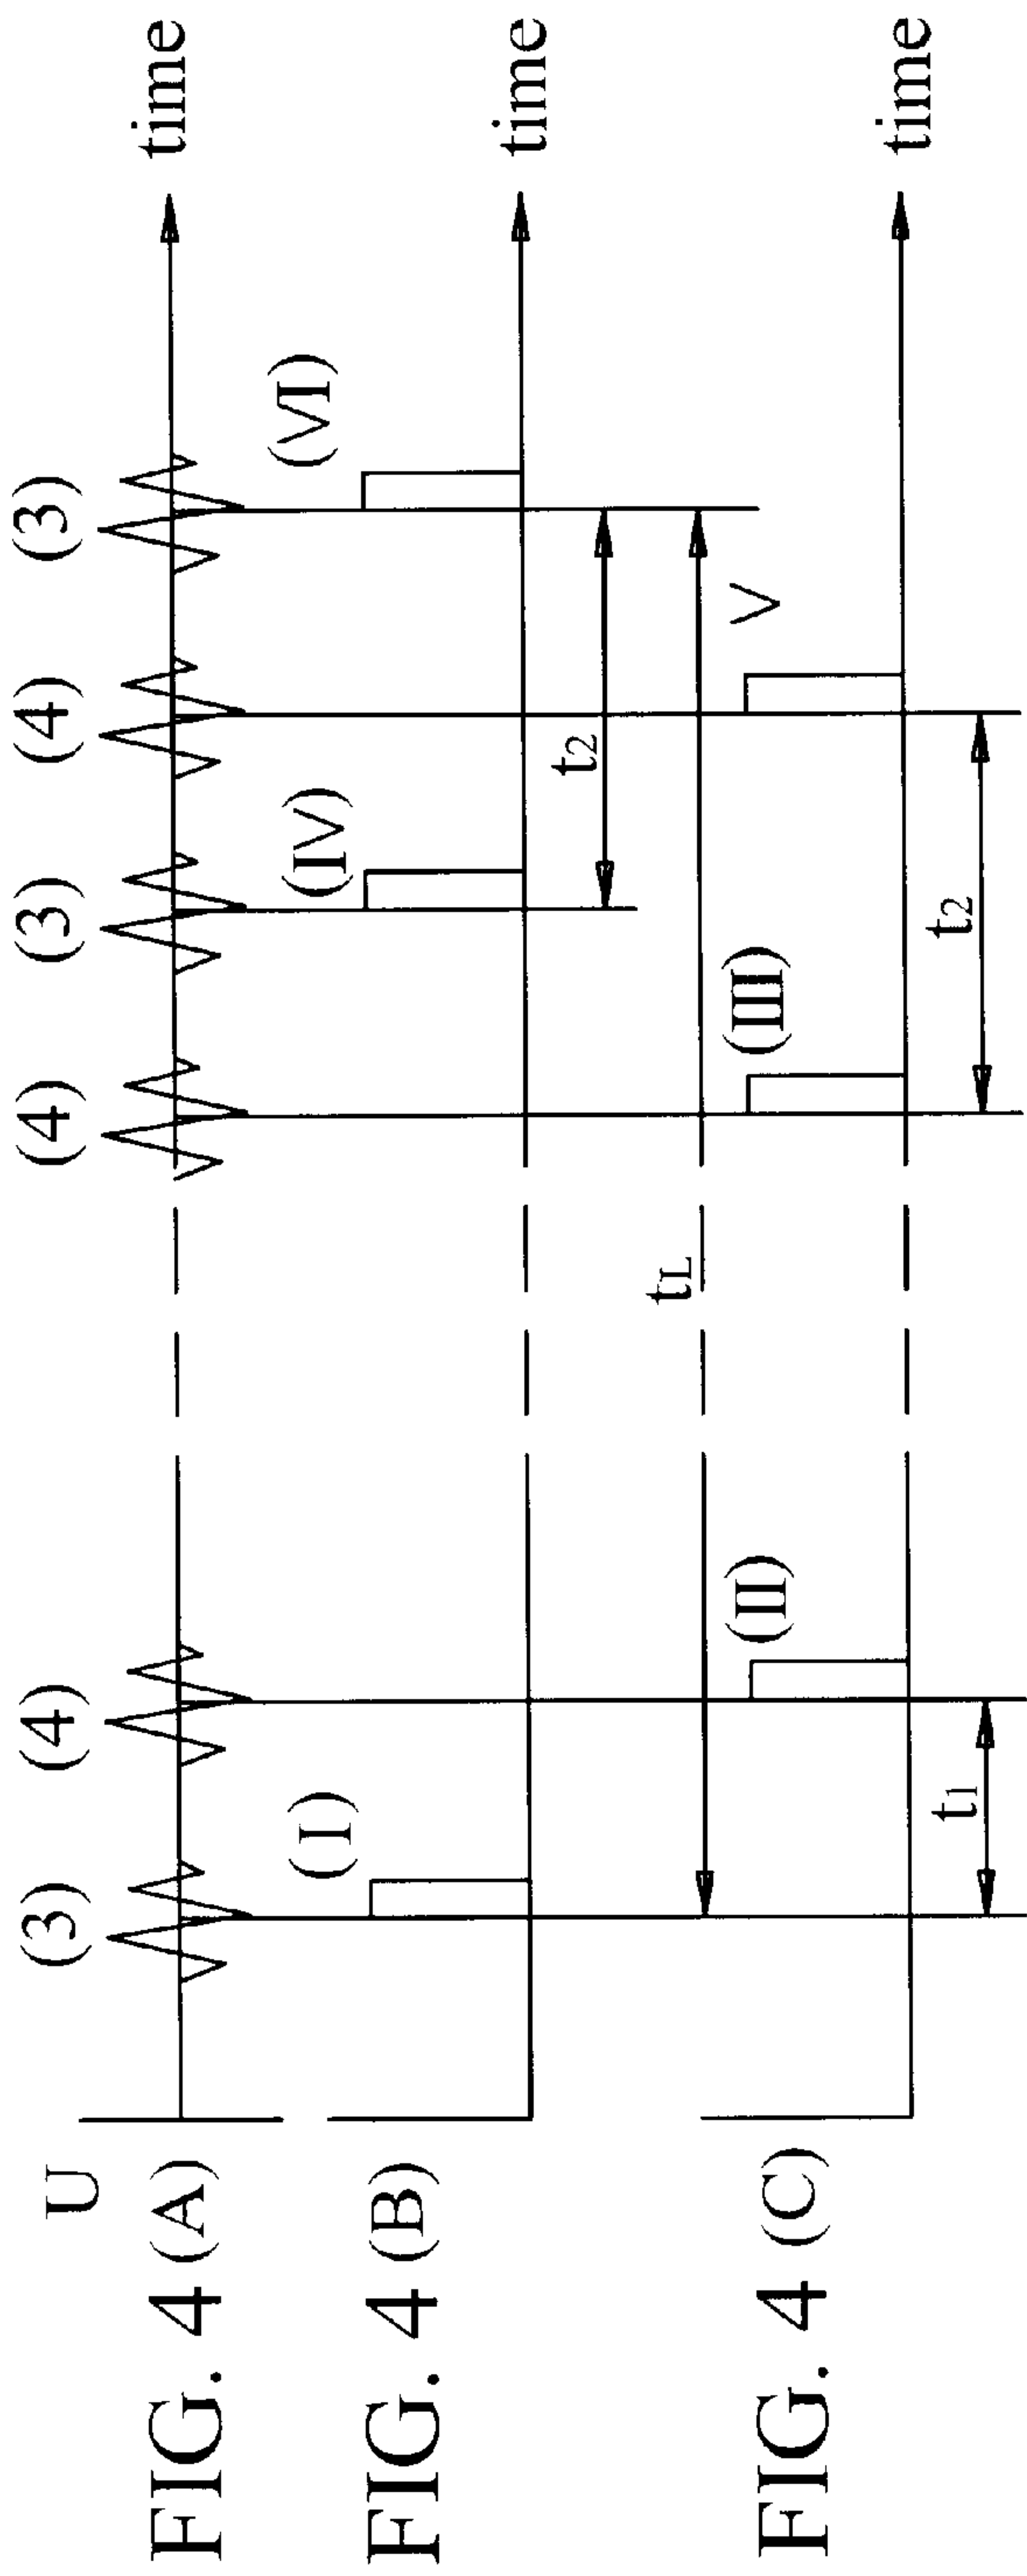 U
(3) (4) (4) (3) (4) (3)
FIG. 4 (A) time
(I) (IV) (VI)
FIG. 4 (B) time
t2
tL
(II) (III) V
FIG. 4 (C) time
t1 t2